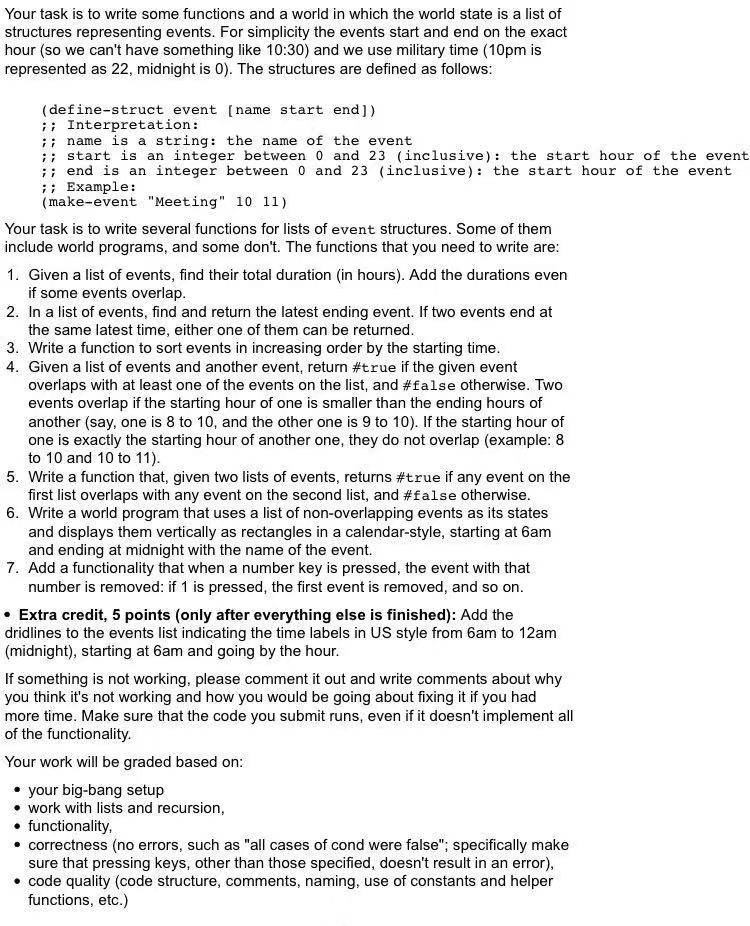 Your task is to write some functions and a world in which the world state is a list of
structures representing events. For simplicity the events start and end on the exact
hour (so we can't have something like 10:30) and we use military time (10pm is
represented as 22, midnight is 0). The structures are defined as follows:
(define-struct event [name start end])
;; Interpretation:
;; name is a string: the name of the event
;; start is an integer between 0 and 23 (inclusive): the start hour of the event
;; end is an integer between 0 and 23 (inclusive): the start hour of the event
;; Example:
(make-event "Meeting" 10 11)
Your task is to write several functions for lists of event structures. Some of them
include world programs, and some don't. The functions that you need to write are:
1. Given a list of events, find their total duration (in hours). Add the durations even
if some events overlap.
2. In a list of events, find and return the latest ending event. If two events end at
the same latest time, either one of them can be returned.
3. Write a function to sort events in increasing order by the starting time.
4. Given a list of events and another event, return #true if the given event
overlaps with at least one of the events on the list, and #false otherwise. Two
events overlap if the starting hour of one is smaller than the ending hours of
another (say, one is 8 to 10, and the other one is 9 to 10). If the starting hour of
one is exactly the starting hour of another one, they do not overlap (example: 8
to 10 and 10 to 11).
5. Write a function that, given two lists of events, returns #true if any event on the
first list overlaps with any event on the second list, and #false otherwise.
6. Write a world program that uses a list of non-overlapping events as its states
and displays them vertically as rectangles in a calendar-style, starting at 6am
and ending at midnight with the name of the event.
7. Add a functionality that when a number key is pressed, the event with that
number is removed: if 1 is pressed, the first event is removed, and so on.
• Extra credit, 5 points (only after everything else is finished): Add the
dridlines to the events list indicating the time labels in US style from 6am to 12am
(midnight), starting at 6am and going by the hour.
If something is not working, please comment it out and write comments about why
you think it's not working and how you would be going about fixing it if you had
more time. Make sure that the code you submit runs, even if it doesn't implement all
of the functionality.
Your work will be graded based on:
• your big-bang setup
• work with lists and recursion,
• functionality,
• correctness (no errors, such as "all cases of cond were false"; specifically make
sure that pressing keys, other than those specified, doesn't result in an error),
• code quality (code structure, comments, naming, use of constants and helper
functions, etc.)